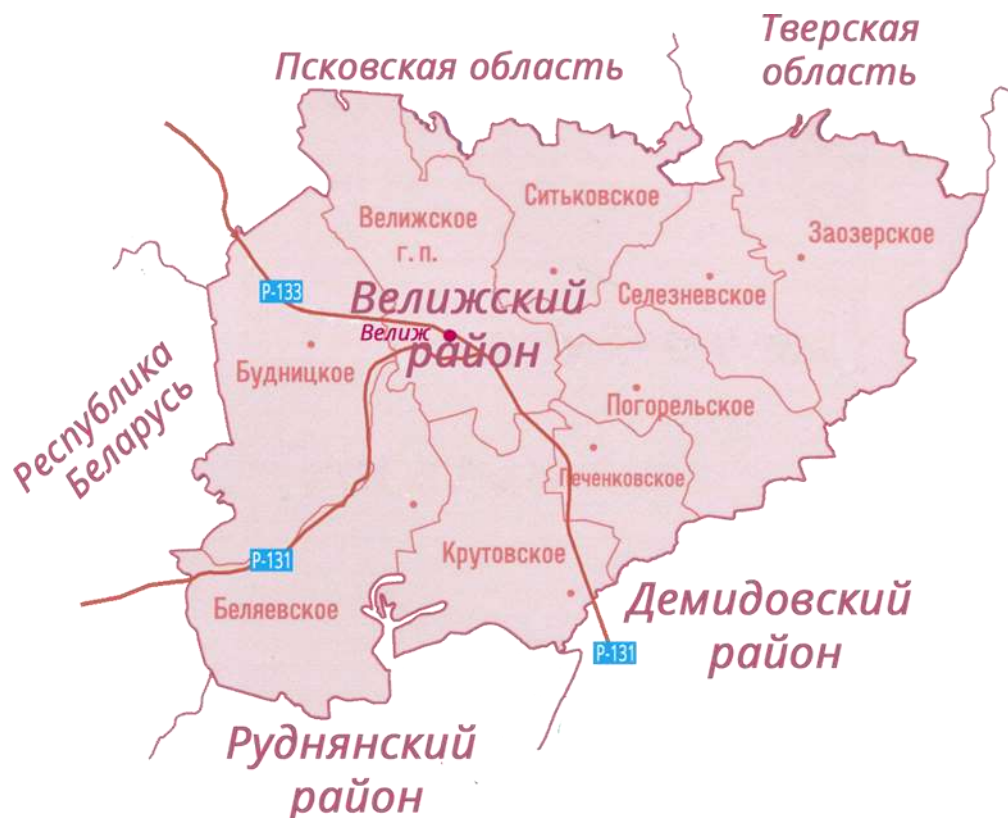 Тверская
область
Псковская область
Ситьковское
Велижское
г. п.
Заозерское
Р-133
Велижский
район
Селезневское
Велиж
Будницкое
Республика
Беларусь
Погорельское
Печенковское
Р-131
Крутовское
Беляевское
Демидовский
район
Р-131
Руднянский
район